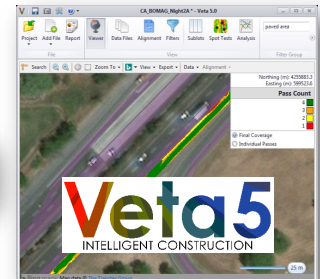 CA_BOMAG_Night2A* - Veta 5.0
Project Add File Report Viewer Data Files Alignment Filters Sublots Spot Tests Analysis
paved area
File View Filter Group
Search Zoom To View Export Data Alignment
Northing (m): 4255883.3
Easting (m): 599523.6
Pass Count
4
3
2
1
Final Coverage
Individual Passes
Veta5
INTELLIGENT CONSTRUCTION
25 m